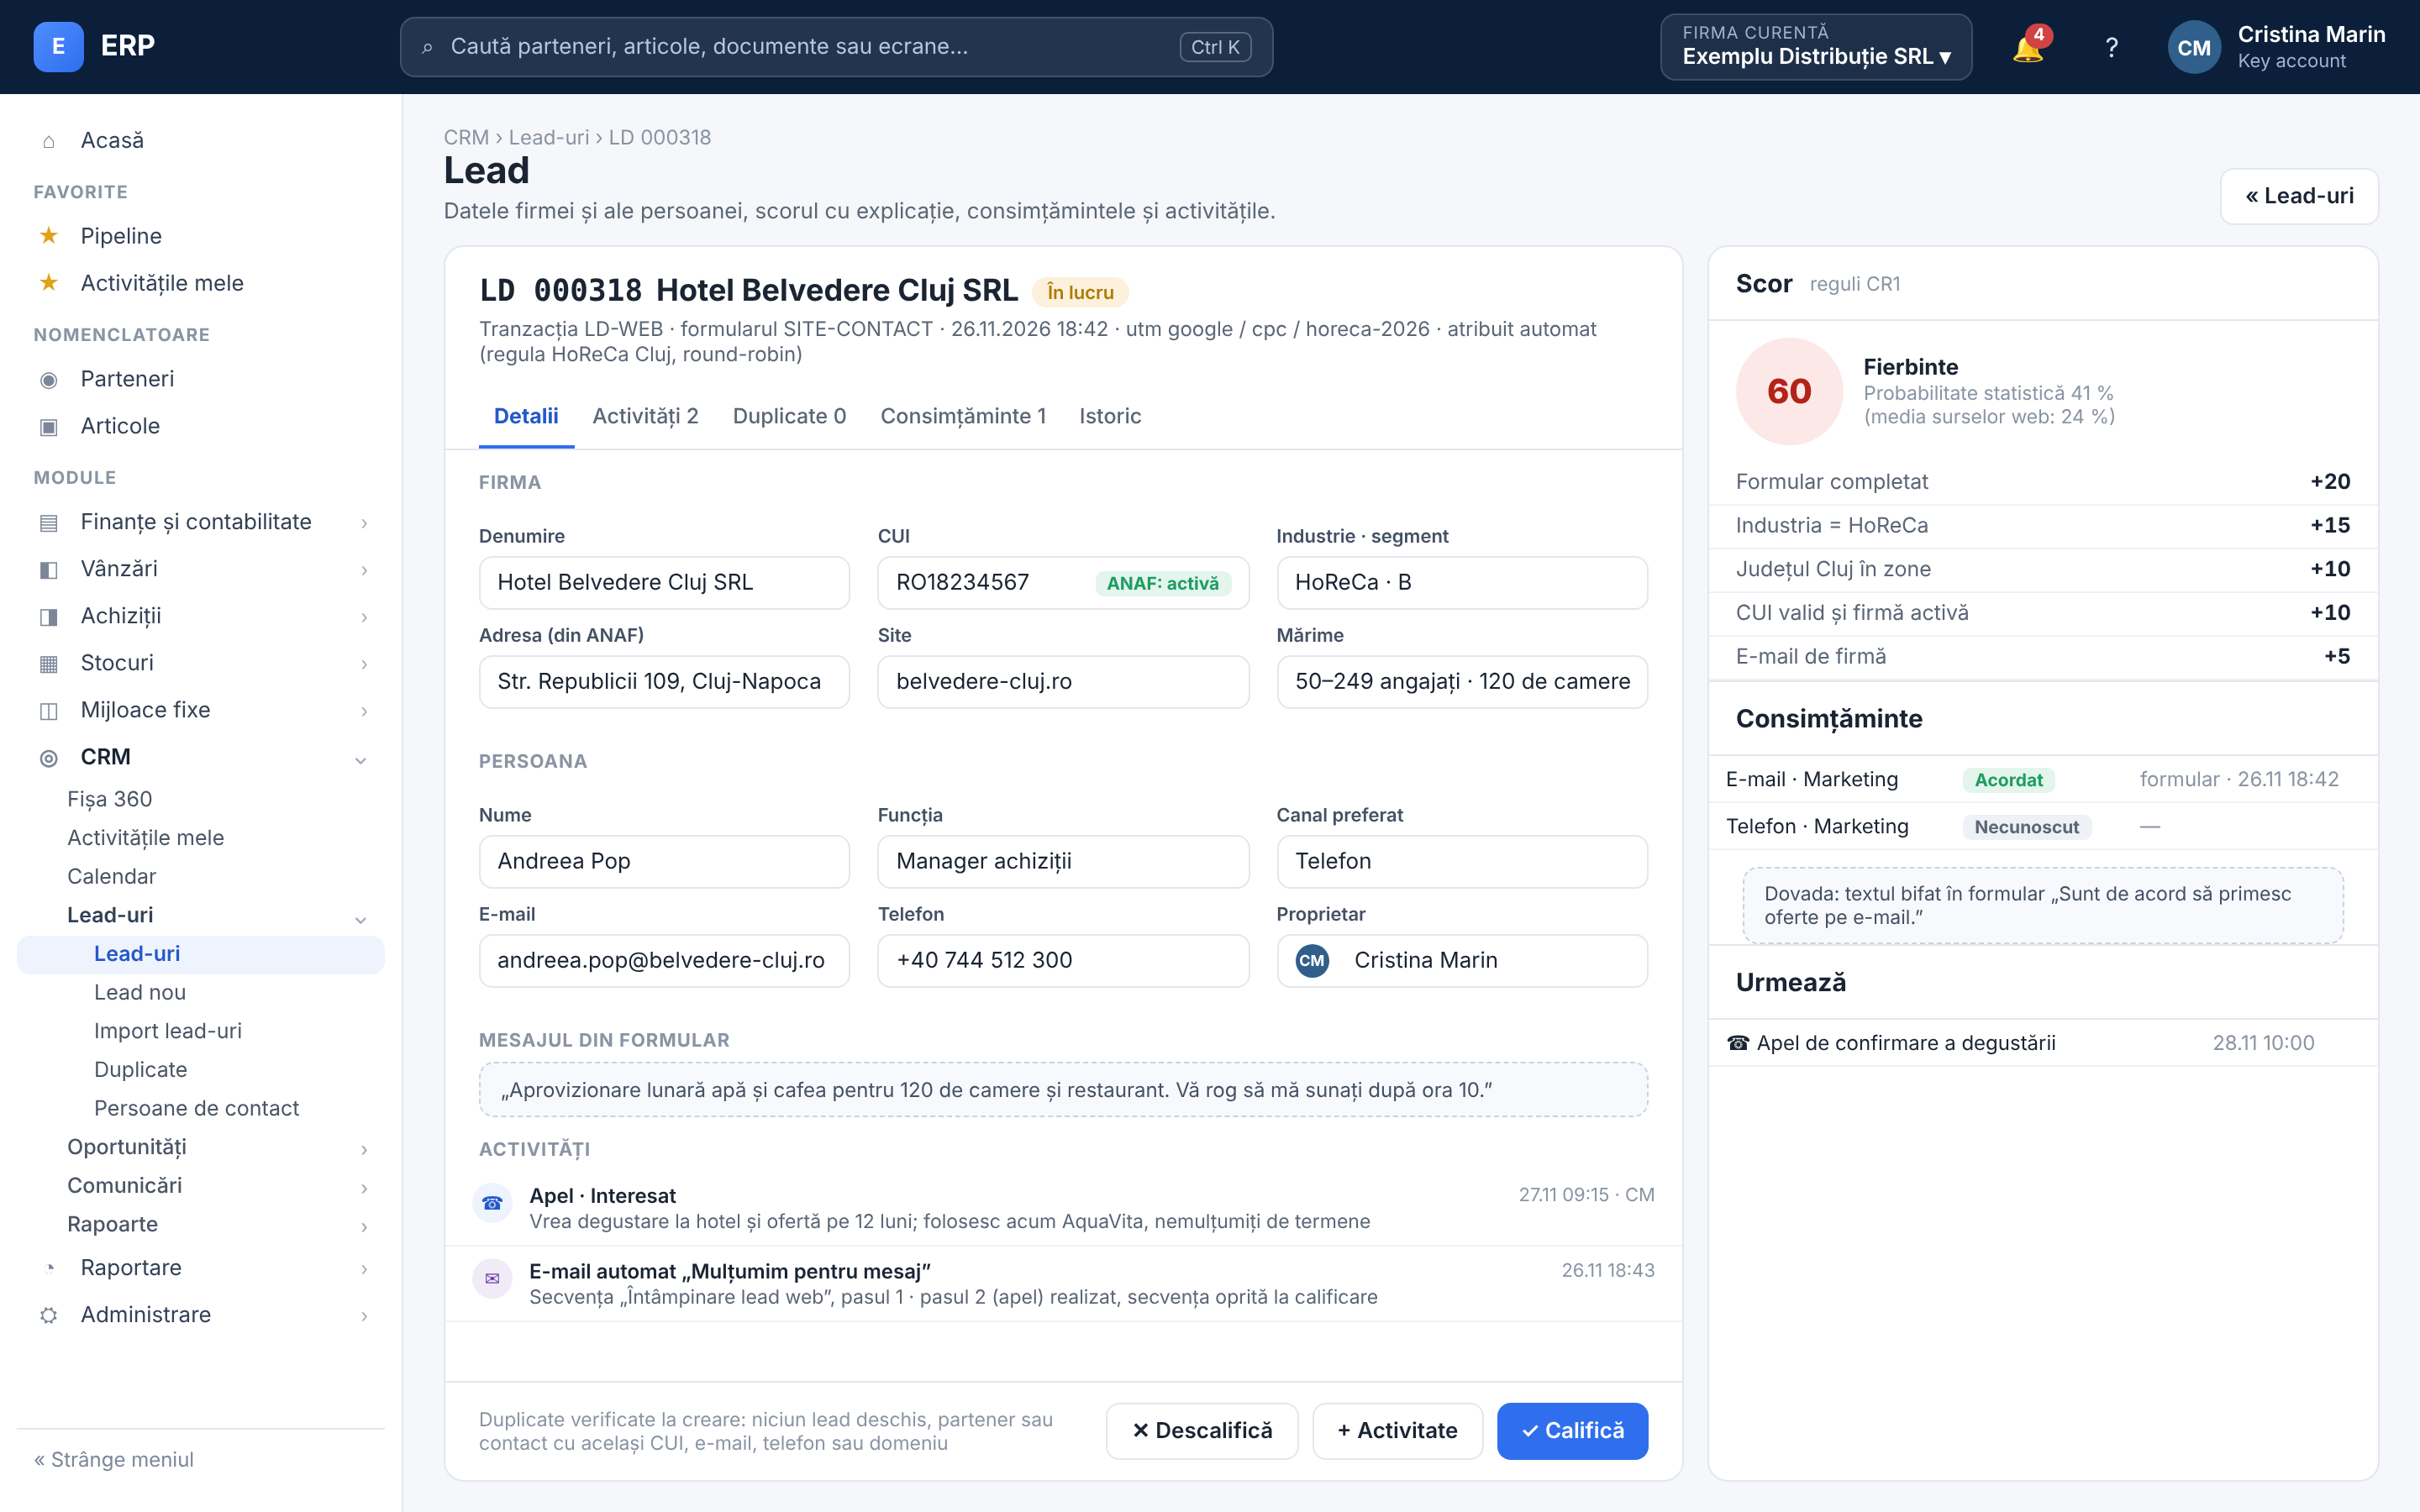 E ERP
Caută parteneri, articole, documente sau ecrane...
Ctrl K
FIRMA CURENTĂ
Exemplu Distribuție SRL ▾
4
?
CM
Cristina Marin
Key account
Acasă
FAVORITE
★ Pipeline
★ Activitățile mele
NOMENCLATOARE
Parteneri
Articole
MODULE
Finanțe și contabilitate ›
Vânzări ›
Achiziții ›
Stocuri ›
Mijloace fixe ›
CRM
Fișa 360
Activitățile mele
Calendar
Lead-uri
Lead-uri
Lead nou
Import lead-uri
Duplicate
Persoane de contact
Oportunități ›
Comunicări ›
Rapoarte ›
Raportare ›
Administrare ›
« Strânge meniul
CRM › Lead-uri › LD 000318
Lead
Datele firmei și ale persoanei, scorul cu explicație, consimțămintele și activitățile.
« Lead-uri
LD 000318 Hotel Belvedere Cluj SRL În lucru
Tranzacția LD-WEB · formularul SITE-CONTACT · 26.11.2026 18:42 · utm google / cpc / horeca-2026 · atribuit automat
(regula HoReCa Cluj, round-robin)
Detalii Activități 2 Duplicate 0 Consimțăminte 1 Istoric
FIRMA
Denumire CUI Industrie · segment
Hotel Belvedere Cluj SRL RO18234567 ANAF: activă HoReCa · B
Adresa (din ANAF) Site Mărime
Str. Republicii 109, Cluj-Napoca belvedere-cluj.ro 50–249 angajați · 120 de camere
PERSOANA
Nume Funcția Canal preferat
Andreea Pop Manager achiziții Telefon
E-mail Telefon Proprietar
andreea.pop@belvedere-cluj.ro +40 744 512 300 CM Cristina Marin
MESAJUL DIN FORMULAR
„Aprovizionare lunară apă și cafea pentru 120 de camere și restaurant. Vă rog să mă sunați după ora 10.”
ACTIVITĂȚI
☎ Apel · Interesat 27.11 09:15 · CM
Vrea degustare la hotel și ofertă pe 12 luni; folosesc acum AquaVita, nemulțumiți de termene
✉ E-mail automat „Mulțumim pentru mesaj” 26.11 18:43
Secvența „Întâmpinare lead web”, pasul 1 · pasul 2 (apel) realizat, secvența oprită la calificare
Duplicate verificate la creare: niciun lead deschis, partener sau
contact cu același CUI, e-mail, telefon sau domeniu
✕ Descalifică + Activitate ✓ Califică
Scor reguli CR1
60
Fierbinte
Probabilitate statistică 41 %
(media surselor web: 24 %)
Formular completat +20
Industria = HoReCa +15
Județul Cluj în zone +10
CUI valid și firmă activă +10
E-mail de firmă +5
Consimțăminte
E-mail · Marketing Acordat formular · 26.11 18:42
Telefon · Marketing Necunoscut —
Dovada: textul bifat în formular „Sunt de acord să primesc
oferte pe e-mail.”
Urmează
☎ Apel de confirmare a degustării 28.11 10:00